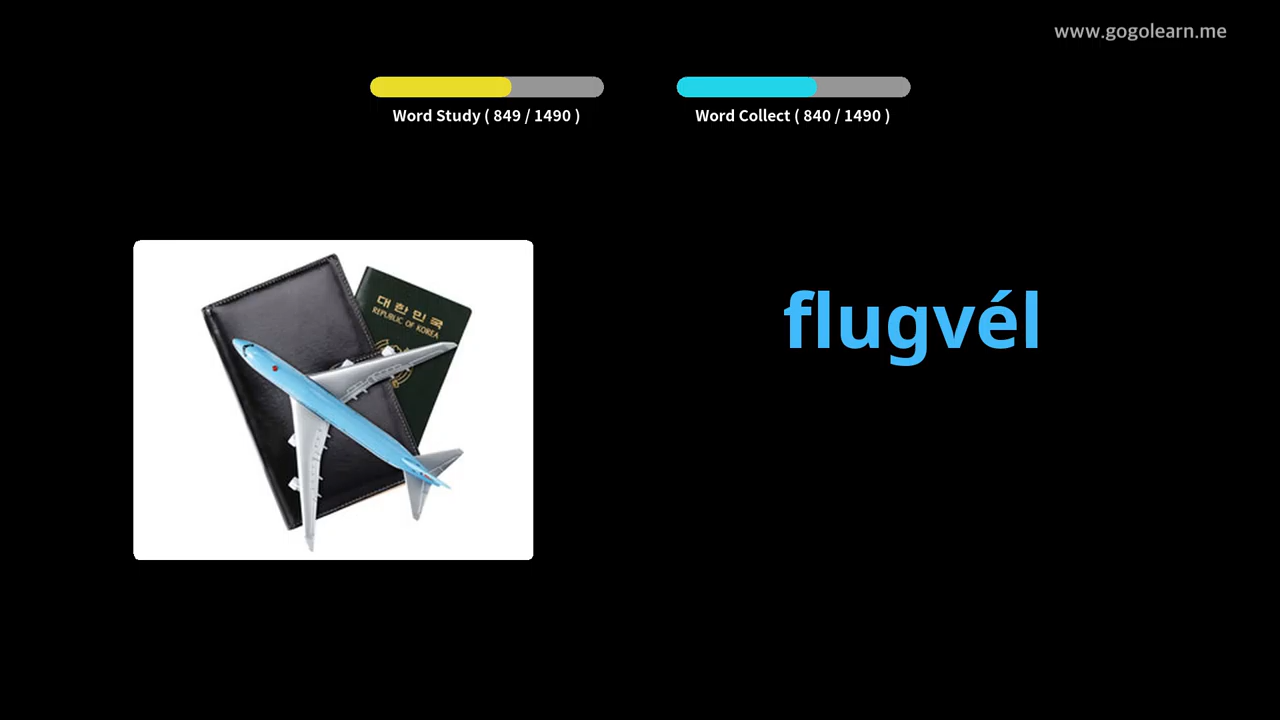 www.gogolearn.me
Word Study ( 849 / 1490 )
Word Collect ( 840 / 1490 )
대한민국
REPUBLIC OF KOREA
flugvél